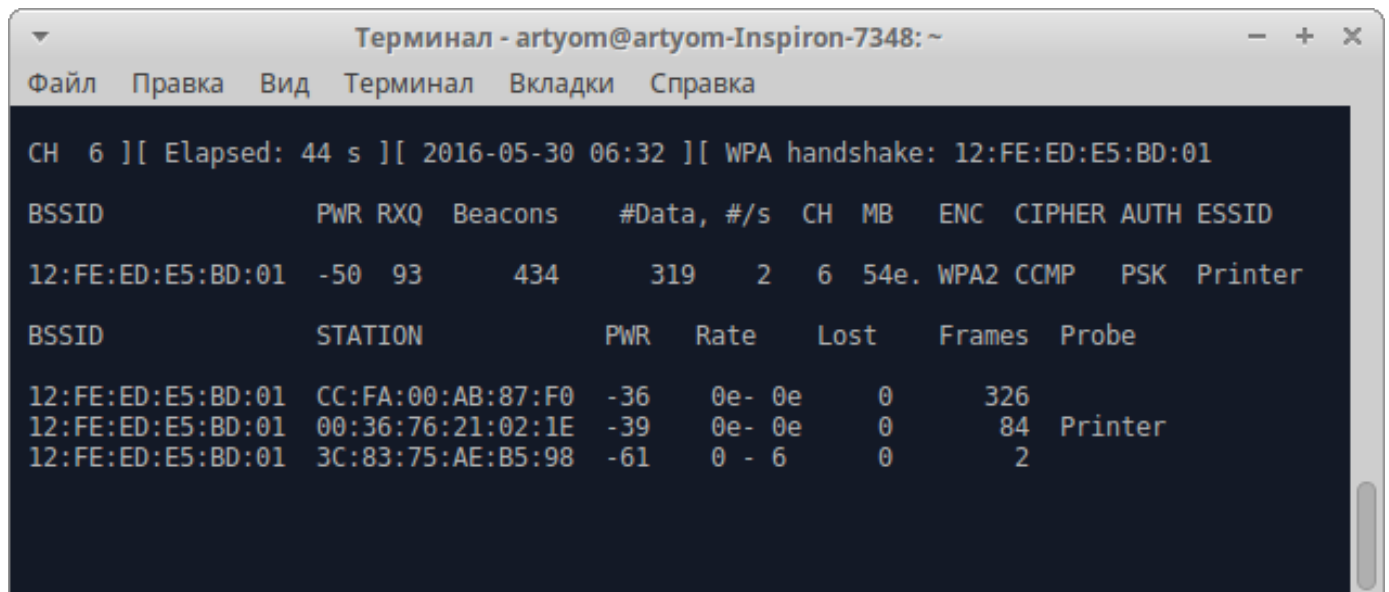 Терминал - artyom@artyom-Inspiron-7348: ~
Файл Правка Вид Терминал Вкладки Справка
CH 6 ][ Elapsed: 44 s ][ 2016-05-30 06:32 ][ WPA handshake: 12:FE:ED:E5:BD:01
BSSID PWR RXQ Beacons #Data, #/s CH MB ENC CIPHER AUTH ESSID
12:FE:ED:E5:BD:01 -50 93 434 319 2 6 54e. WPA2 CCMP PSK Printer
BSSID STATION PWR Rate Lost Frames Probe
12:FE:ED:E5:BD:01 CC:FA:00:AB:87:F0 -36 0e- 0e 0 326
12:FE:ED:E5:BD:01 00:36:76:21:02:1E -39 0e- 0e 0 84 Printer
12:FE:ED:E5:BD:01 3C:83:75:AE:B5:98 -61 0 - 6 0 2